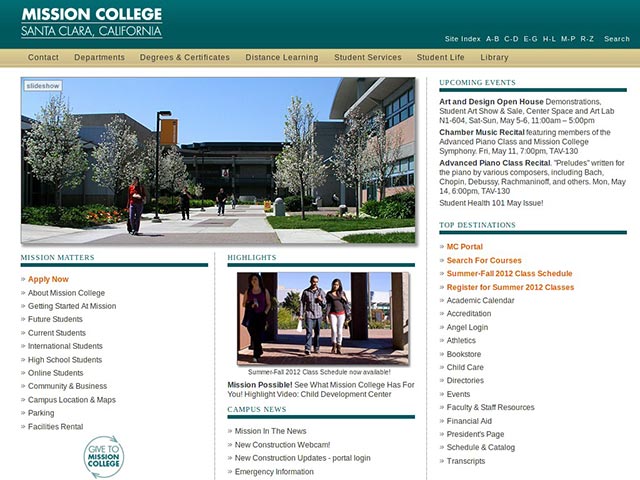 MISSION COLLEGE
SANTA CLARA, CALIFORNIA
Site Index A-B C-D E-G H-L M-P R-Z Search
Contact Departments Degrees & Certificates Distance Learning Student Services Student Life Library
slideshow
MISSION MATTERS
Apply Now
About Mission College
Getting Started At Mission
Future Students
Current Students
International Students
High School Students
Online Students
Community & Business
Campus Location & Maps
Parking
Facilities Rental
GIVE TO
MISSION
COLLEGE
HIGHLIGHTS
Summer-Fall 2012 Class Schedule now available!
Mission Possible! See What Mission College Has For
You! Highlight Video: Child Development Center
CAMPUS NEWS
Mission In The News
New Construction Webcam!
New Construction Updates - portal login
Emergency Information
UPCOMING EVENTS
Art and Design Open House Demonstrations,
Student Art Show & Sale, Center Space and Art Lab
N1-604, Sat-Sun, May 5-6, 11:00am – 5:00pm
Chamber Music Recital featuring members of the
Advanced Piano Class and Mission College
Symphony. Fri, May 11, 7:00pm, TAV-130
Advanced Piano Class Recital. "Preludes" written for
the piano by various composers, including Bach,
Chopin, Debussy, Rachmaninoff, and others. Mon, May
14, 6:00pm, TAV-130
Student Health 101 May Issue!
TOP DESTINATIONS
MC Portal
Search For Courses
Summer-Fall 2012 Class Schedule
Register for Summer 2012 Classes
Academic Calendar
Accreditation
Angel Login
Athletics
Bookstore
Child Care
Directories
Events
Faculty & Staff Resources
Financial Aid
President's Page
Schedule & Catalog
Transcripts